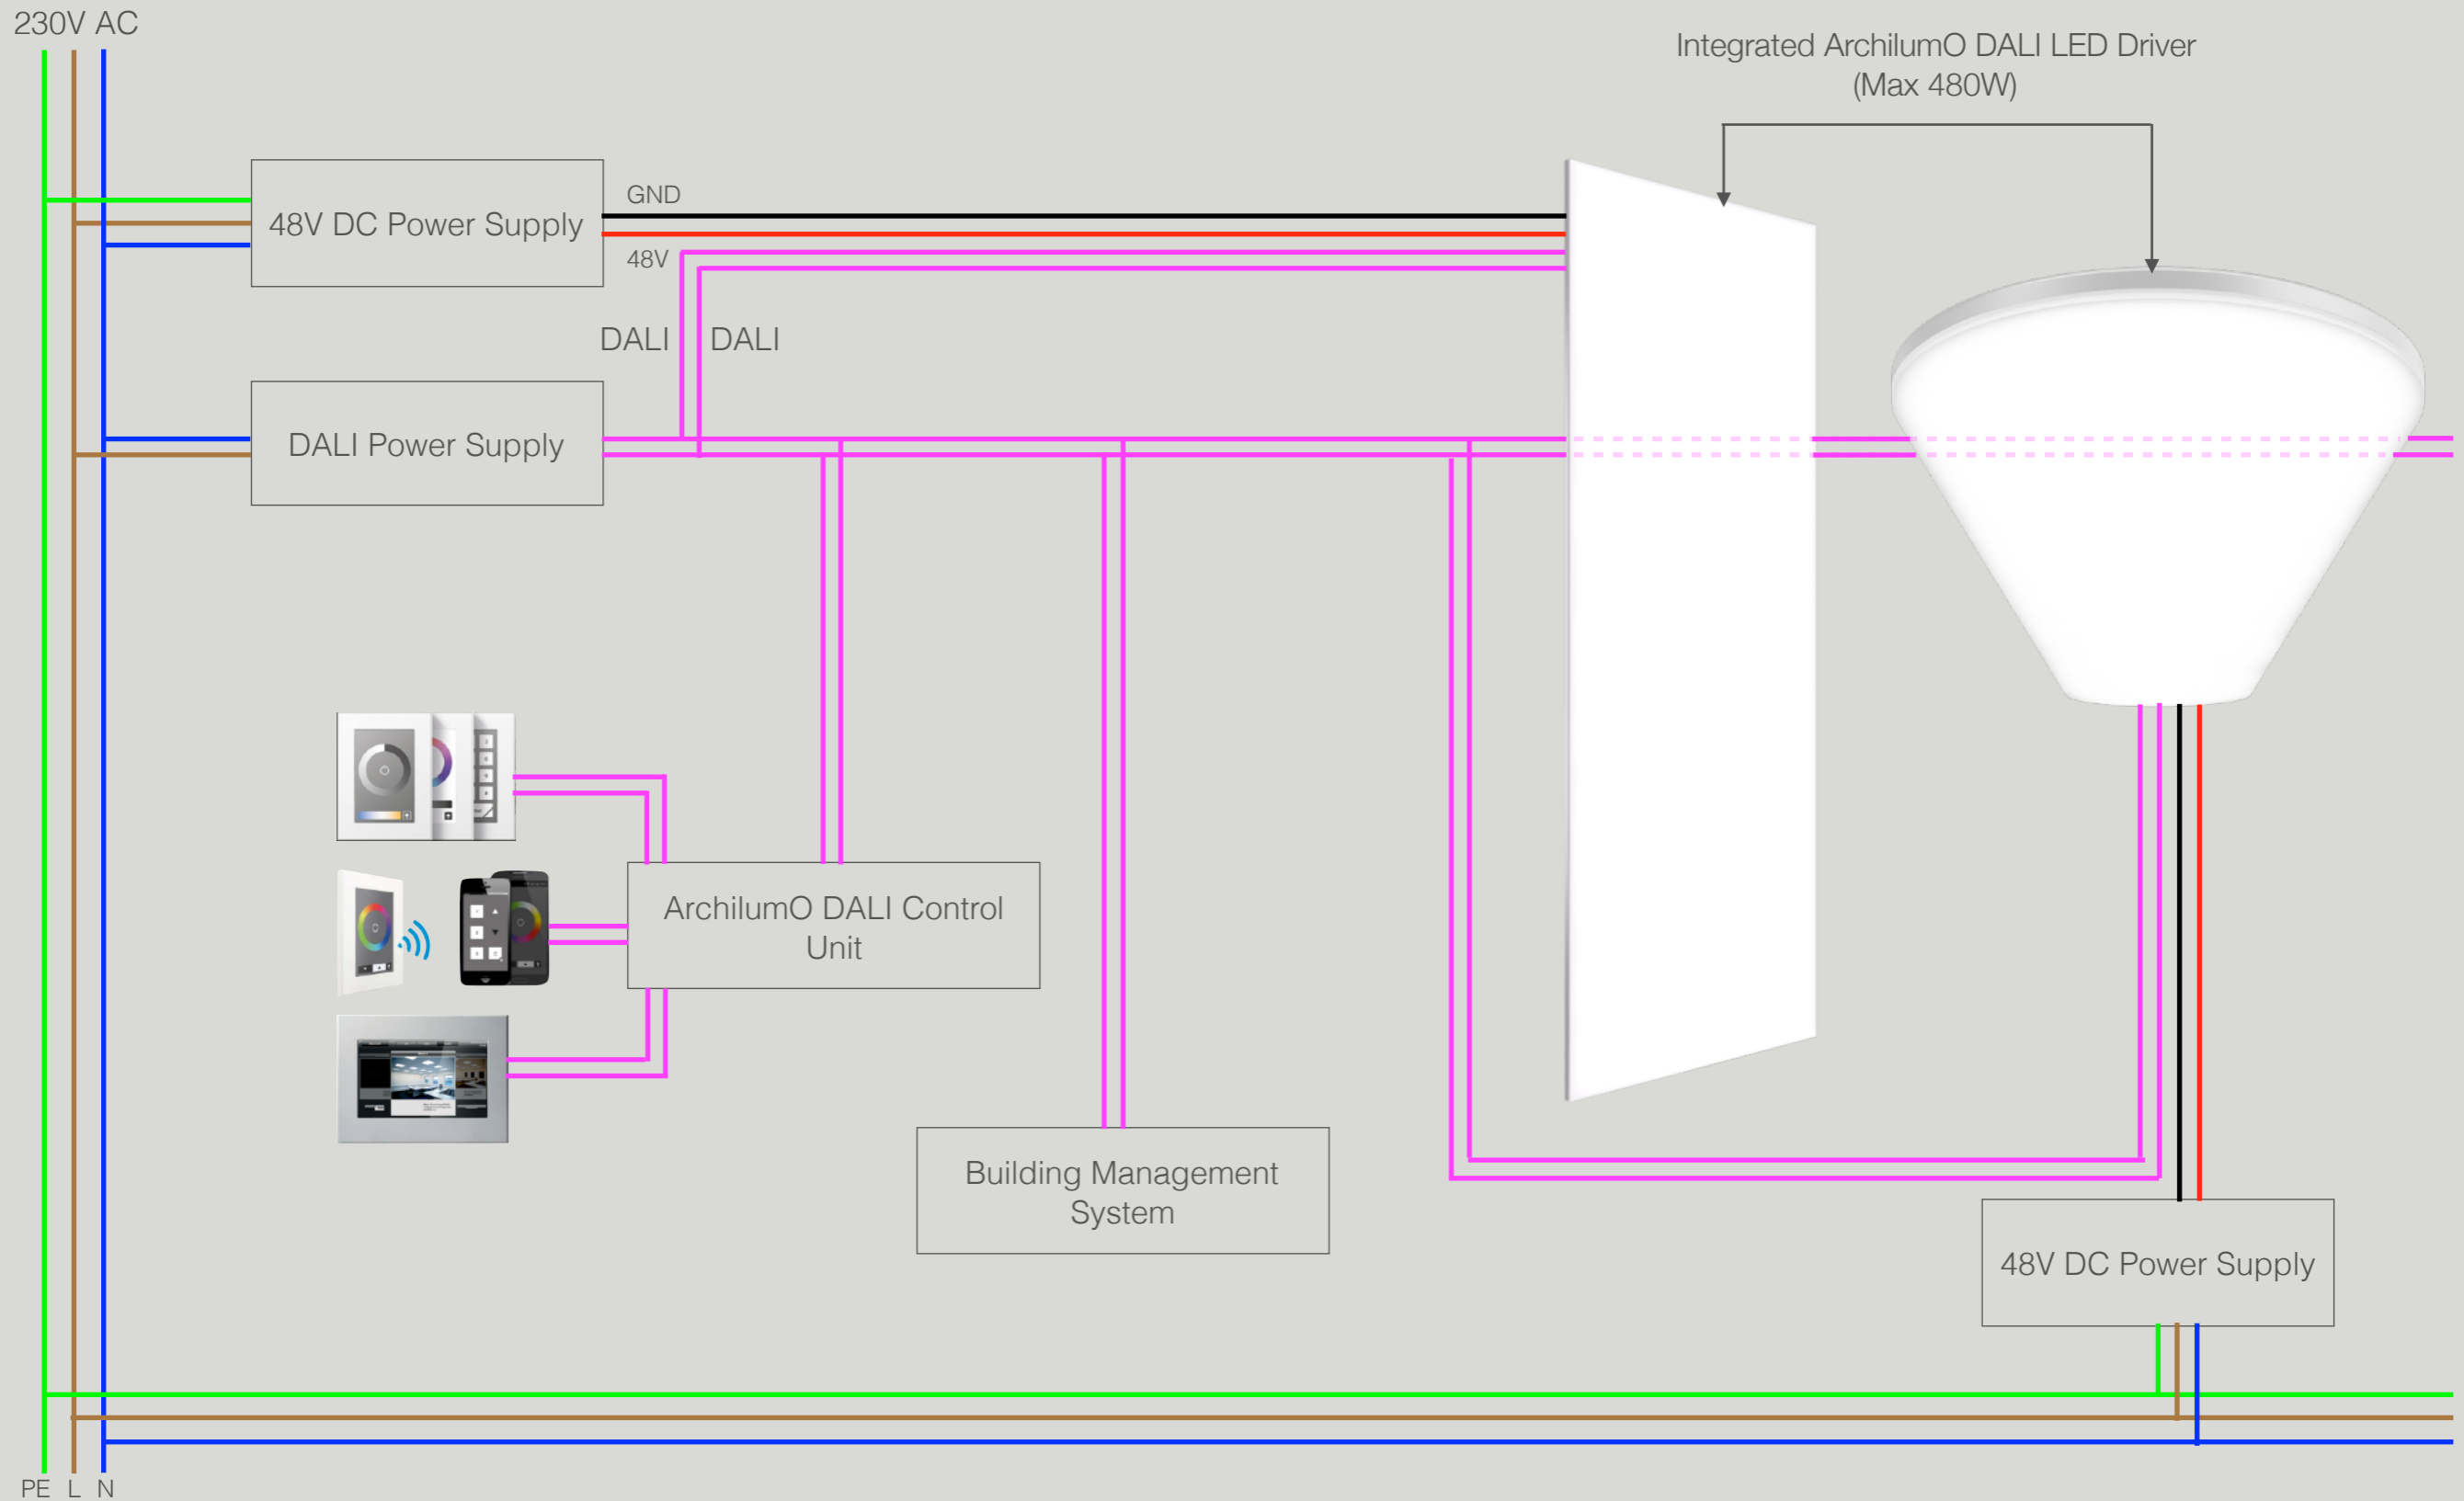 230V AC
Integrated ArchilumO DALI LED Driver
(Max 480W)
GND
48V DC Power Supply
48V
DALI
DALI
DALI Power Supply
ArchilumO DALI Control
Unit
Building Management
System
48V DC Power Supply
PE L N